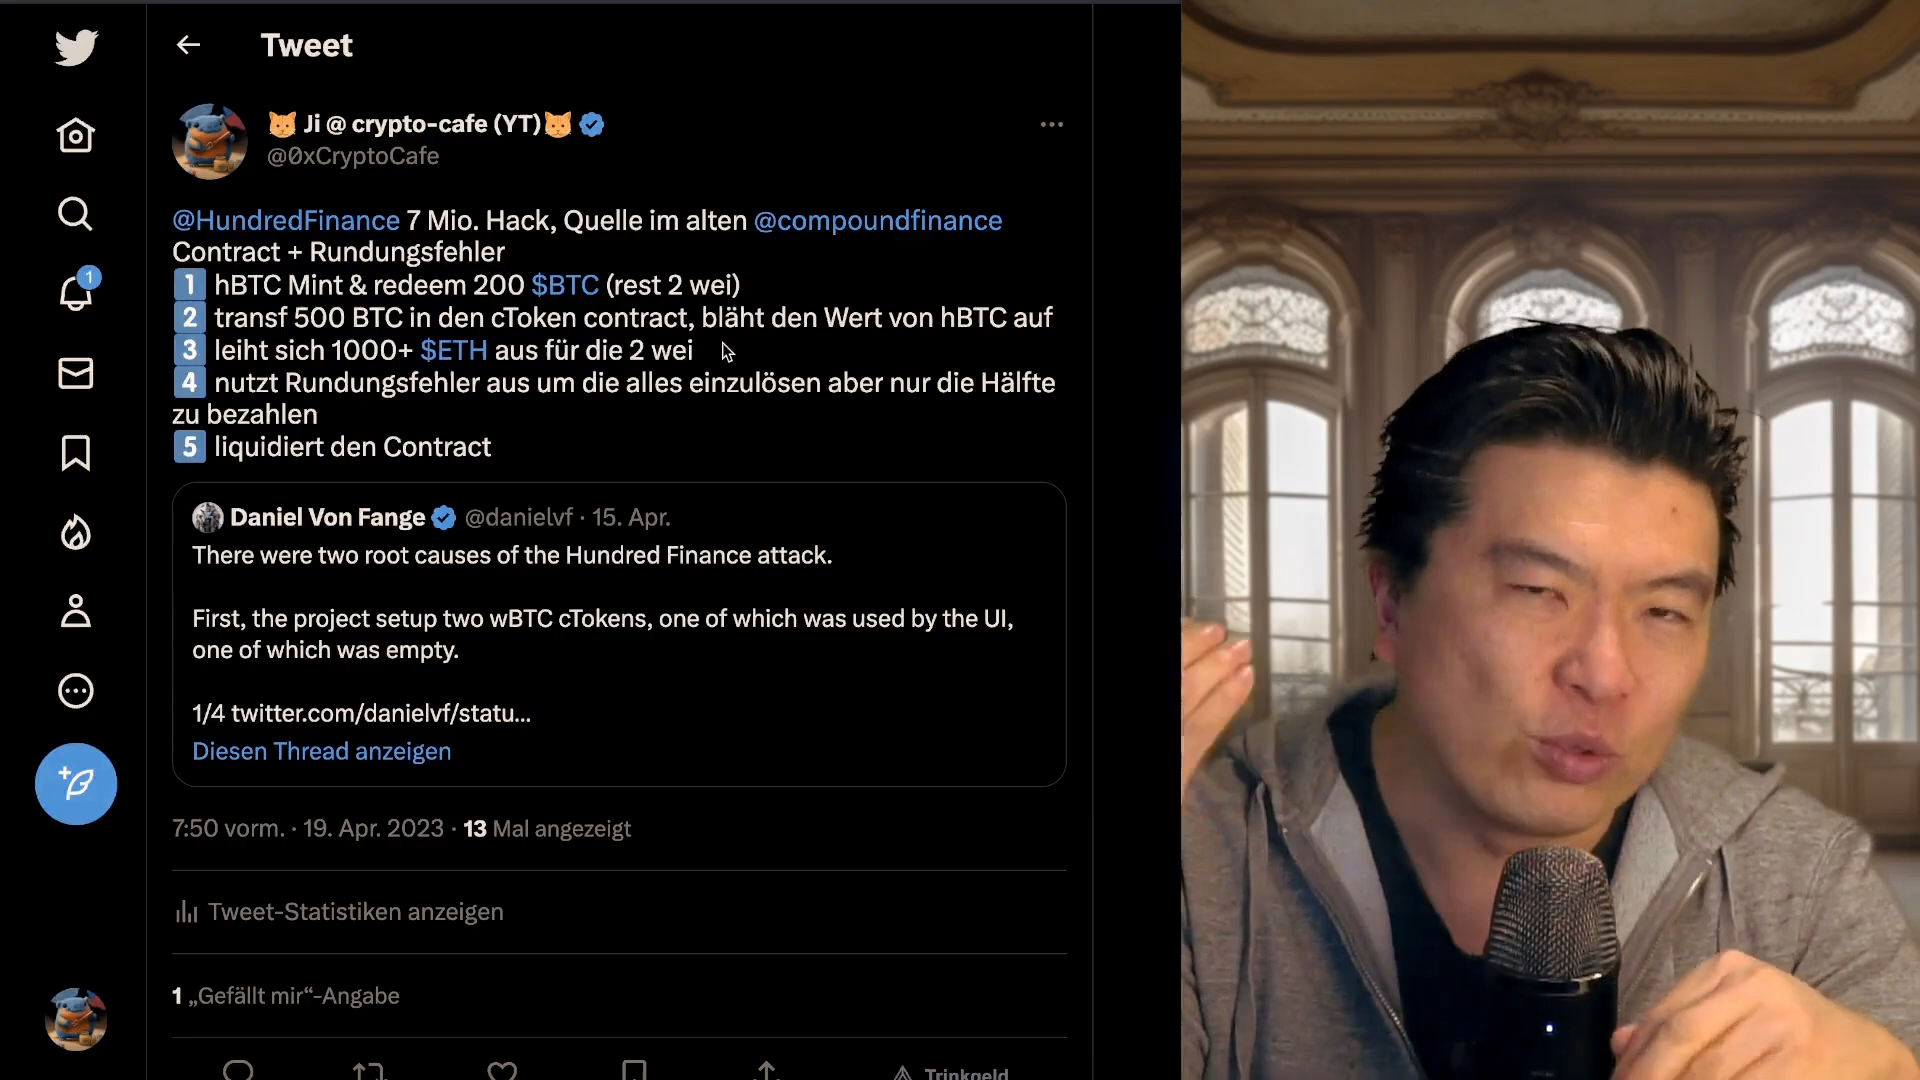 Tweet
🐱 Ji @ crypto-cafe (YT)🐱
@0xCryptoCafe
@HundredFinance 7 Mio. Hack, Quelle im alten @compoundfinance
Contract + Rundungsfehler
1 hBTC Mint & redeem 200 $BTC (rest 2 wei)
2 transf 500 BTC in den cToken contract, bläht den Wert von hBTC auf
3 leiht sich 1000+ $ETH aus für die 2 wei
4 nutzt Rundungsfehler aus um die alles einzulösen aber nur die Hälfte
zu bezahlen
5 liquidiert den Contract
Daniel Von Fange @danielvf · 15. Apr.
There were two root causes of the Hundred Finance attack.
First, the project setup two wBTC cTokens, one of which was used by the UI,
one of which was empty.
1/4 twitter.com/danielvf/statu...
Diesen Thread anzeigen
7:50 vorm. · 19. Apr. 2023 · 13 Mal angezeigt
Tweet-Statistiken anzeigen
1 „Gefällt mir“-Angabe
Trinkgeld
1